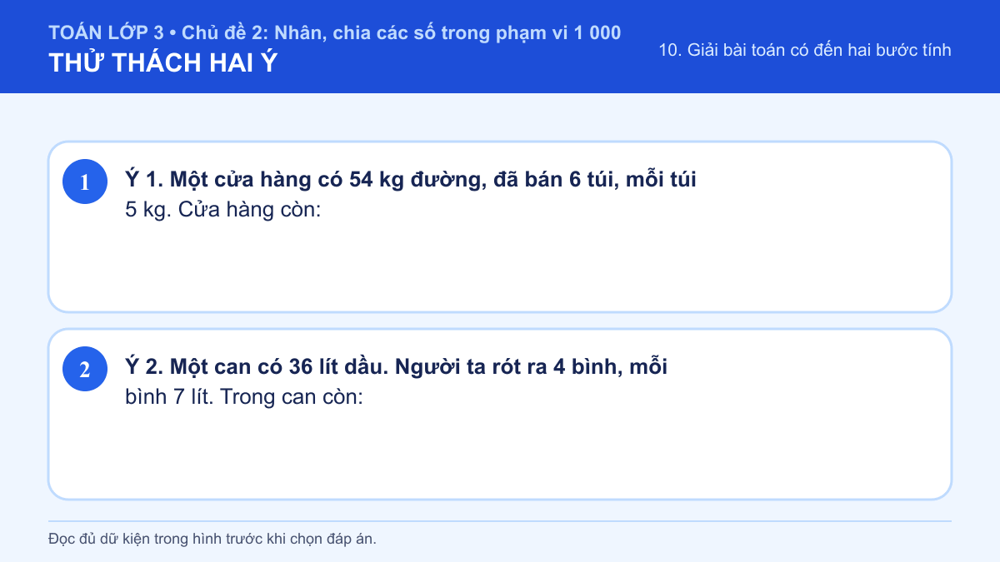 TOÁN LỚP 3 • Chủ đề 2: Nhân, chia các số trong phạm vi 1 000
THỬ THÁCH HAI Ý
10. Giải bài toán có đến hai bước tính
1
Ý 1. Một cửa hàng có 54 kg đường, đã bán 6 túi, mỗi túi
5 kg. Cửa hàng còn:
2
Ý 2. Một can có 36 lít dầu. Người ta rót ra 4 bình, mỗi
bình 7 lít. Trong can còn:
Đọc đủ dữ kiện trong hình trước khi chọn đáp án.